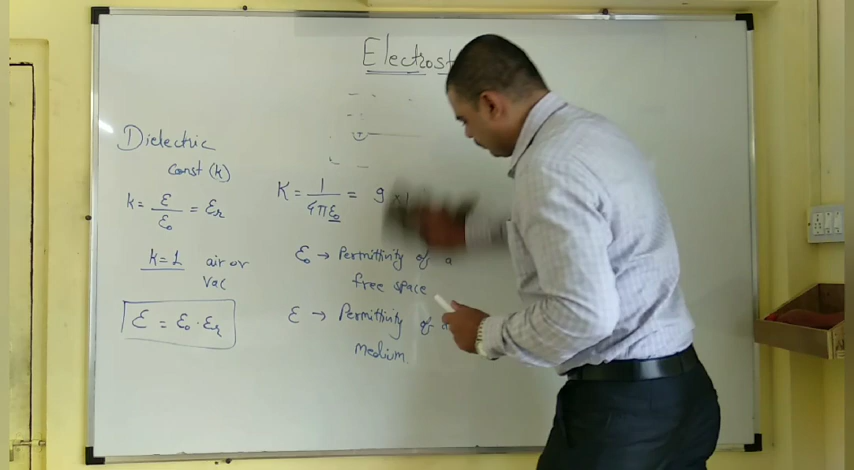 Electrost
Dielectric
const (k)
k = ε/ε₀ = εr
k = 1 air or
vac
ε = ε₀ · εr
K = 1/4πε₀ = 9 x
ε₀ → Permittivity of a
free space
ε → Permittivity of a
medium